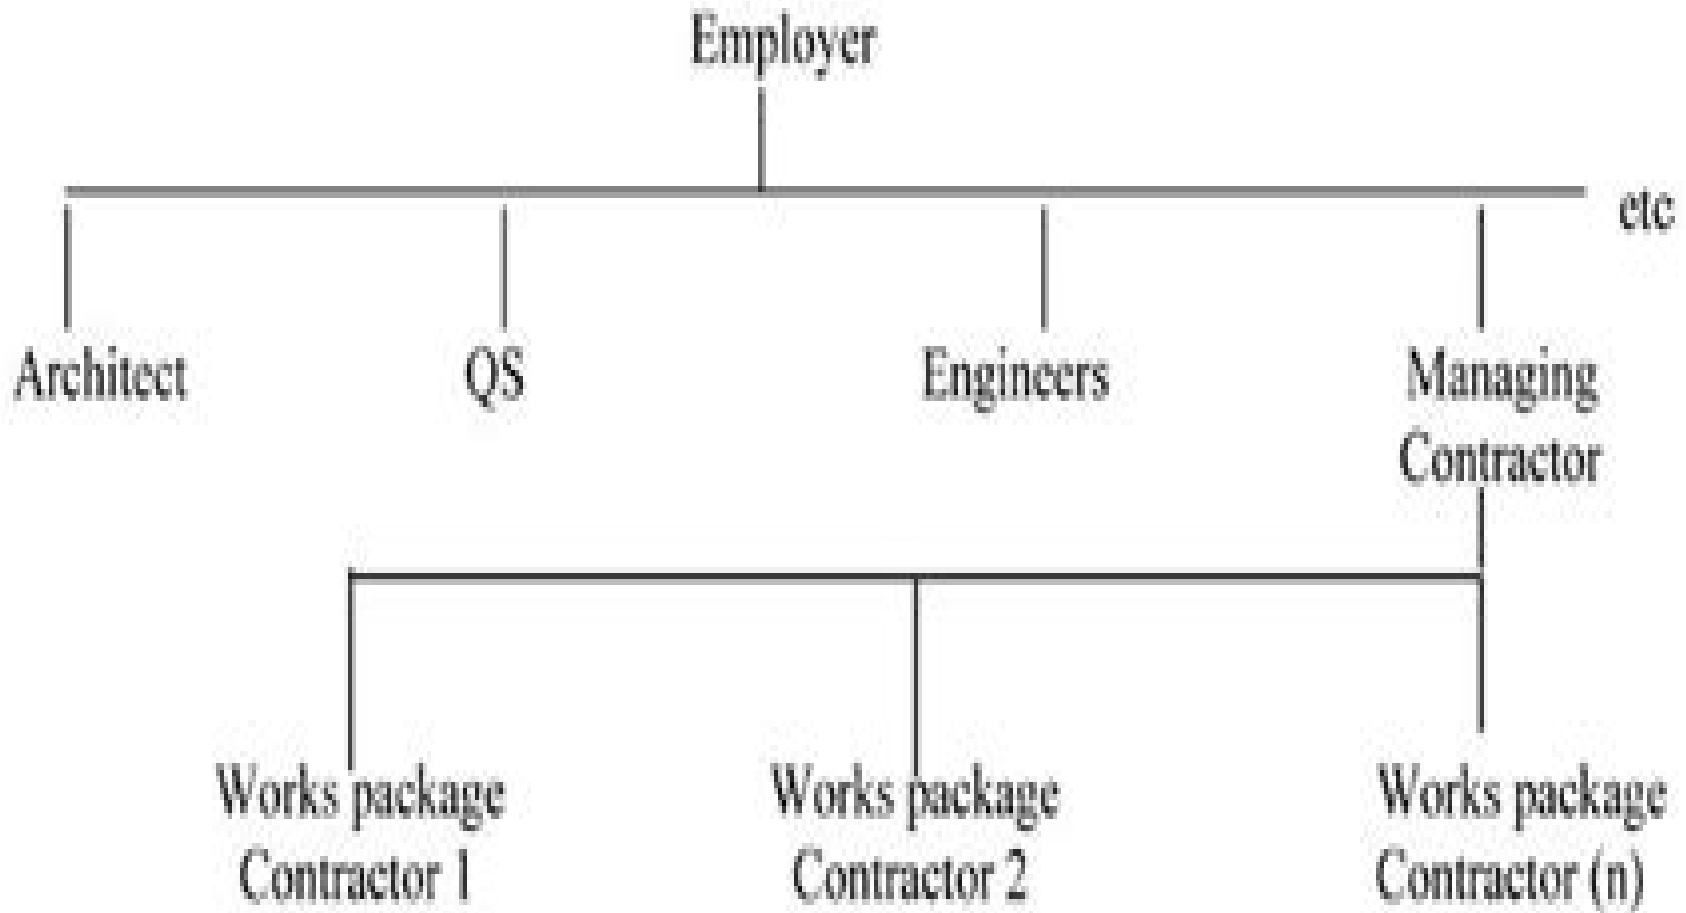 Employer
etc
Architect QS Engineers Managing
Contractor
Works package Works package Works package
Contractor 1 Contractor 2 Contractor (n)